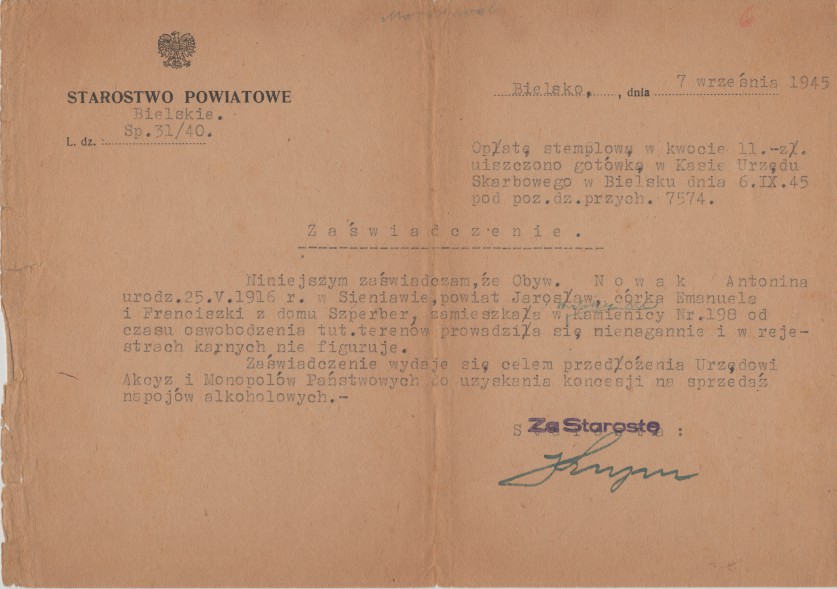 6
STAROSTWO POWIATOWE
Bielskie.
L. dz. : Sp.31/40.
Bielsko, , dnia 7 września 1945
Opłatę stemplową w kwocie 11.-zł.
uiszczono gotówką w Kasie Urzędu
Skarbowego w Bielsku dnia 6.IX.45
pod poz.dz.przych. 7574.
Zaświadczenie.
Niniejszym zaświadczam,że Obyw. Nowak Antonina
urodz.25.V.1916 r. w Sieniawie,powiat Jarosław, córka Emanuela
i Franciszki z domu Szperber, zamieszkała w Kamienicy Nr.198 od
czasu oswobodzenia tut.terenów prowadziła się nienagannie i w reje-
strach karnych nie figuruje.
Zaświadczenie wydaje się celem przedłożenia Urzędowi
Akcyz i Monopolów Państwowych do uzyskania koncesji na sprzedaż
napojów alkoholowych.-
Za Starostę
Starosta :